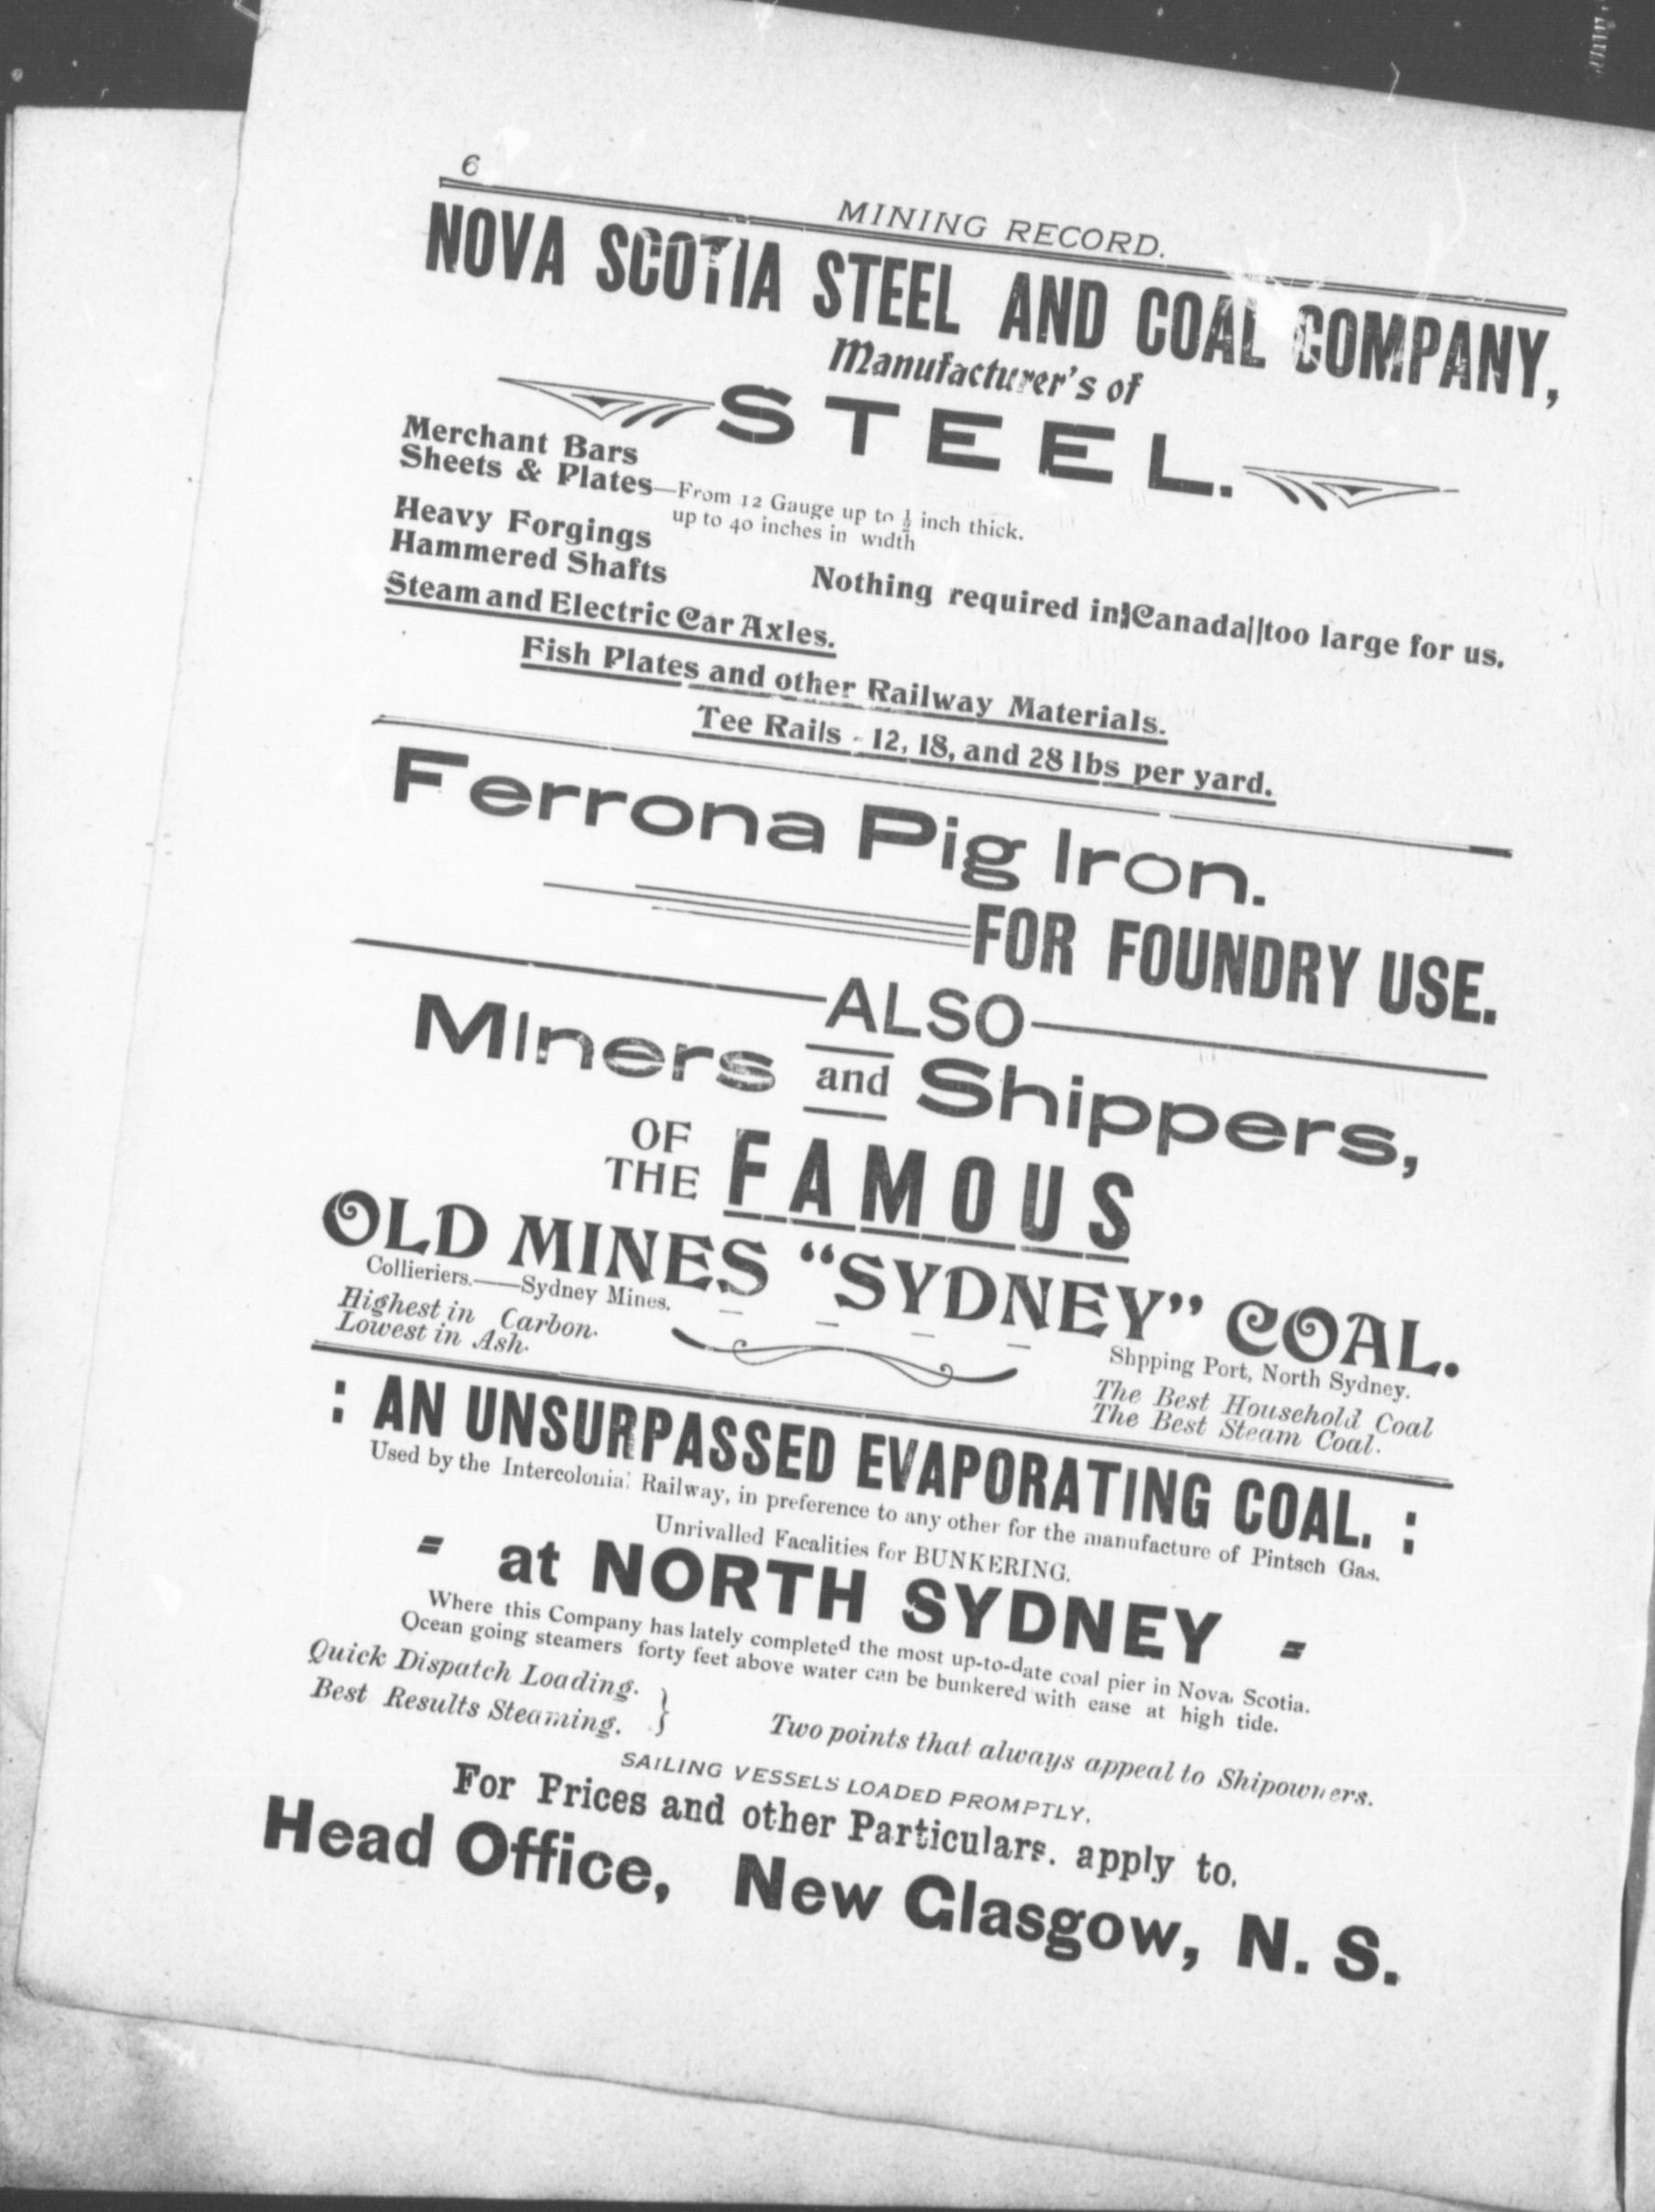 6
MINING RECORD.
NOVA SCOTIA STEEL AND COAL COMPANY,
Manufacturer's of
STEEL.
Merchant Bars
Sheets & Plates—From 12 Gauge up to ½ inch thick.
up to 40 inches in width
Heavy Forgings
Hammered Shafts
Nothing required in Canada too large for us.
Steam and Electric Car Axles.
Fish Plates and other Railway Materials.
Tee Rails - 12, 18, and 28 lbs per yard.
Ferrona Pig Iron.
FOR FOUNDRY USE.
ALSO
Miners and Shippers,
OF THE FAMOUS
OLD MINES "SYDNEY" COAL.
Collieriers.——Sydney Mines.
Shpping Port, North Sydney.
Highest in Carbon.
Lowest in Ash.
The Best Household Coal
The Best Steam Coal.
: AN UNSURPASSED EVAPORATING COAL. :
Used by the Intercolonial Railway, in preference to any other for the manufacture of Pintsch Gas.
Unrivalled Facalities for BUNKERING.
= at NORTH SYDNEY =
Where this Company has lately completed the most up-to-date coal pier in Nova Scotia.
Ocean going steamers forty feet above water can be bunkered with ease at high tide.
Quick Dispatch Loading.
Best Results Steaming. }
Two points that always appeal to Shipowners.
SAILING VESSELS LOADED PROMPTLY.
For Prices and other Particulars. apply to.
Head Office, New Glasgow, N. S.